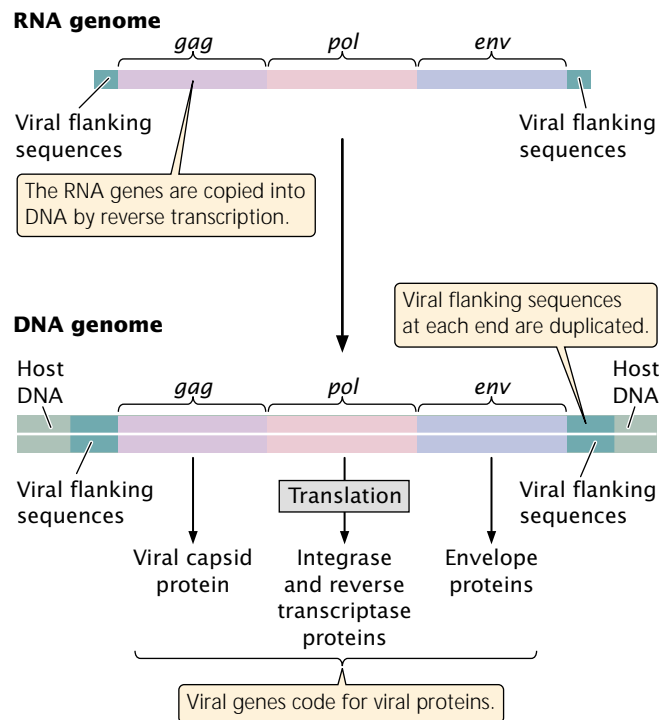 RNA genome
gag pol env
Viral flanking
sequences
Viral flanking
sequences
The RNA genes are copied into
DNA by reverse transcription.
Viral flanking sequences
at each end are duplicated.
DNA genome
Host
DNA
gag pol env
Host
DNA
Viral flanking
sequences
Translation
Viral flanking
sequences
Viral capsid
protein
Integrase
and reverse
transcriptase
proteins
Envelope
proteins
Viral genes code for viral proteins.